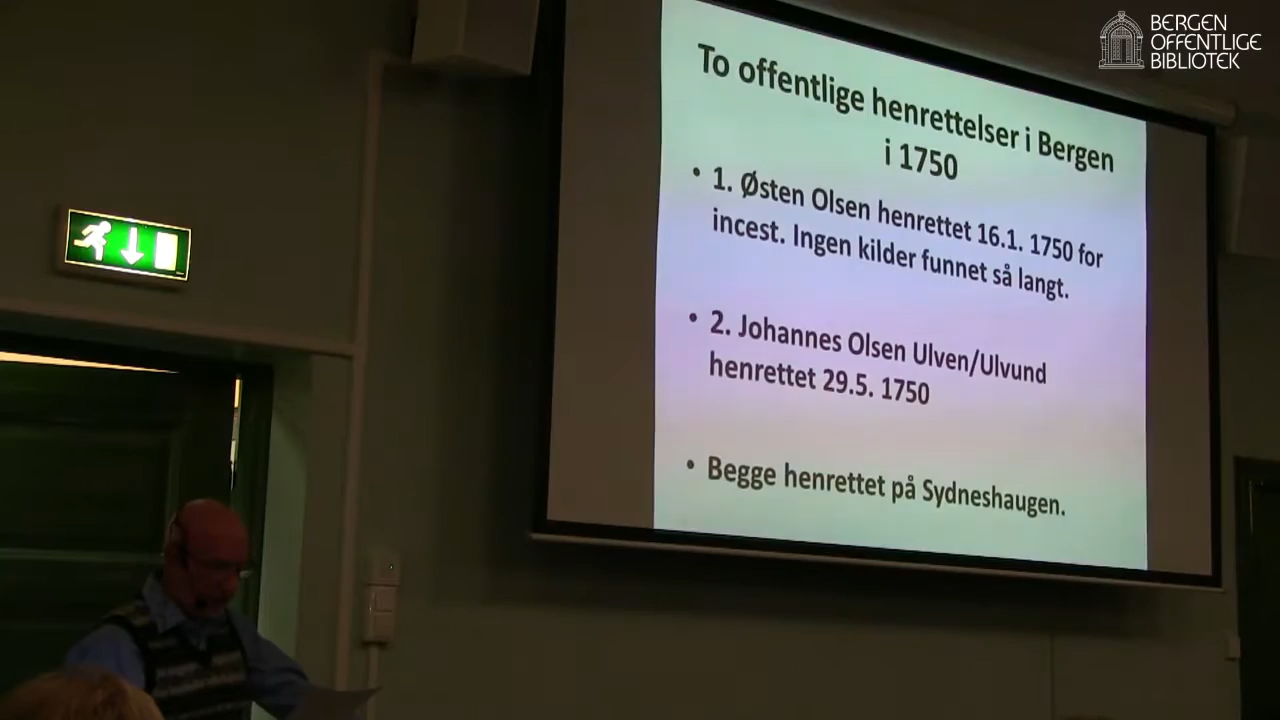 BERGEN
OFFENTLIGE
BIBLIOTEK
To offentlige henrettelser i Bergen
i 1750
• 1. Østen Olsen henrettet 16.1. 1750 for
incest. Ingen kilder funnet så langt.
• 2. Johannes Olsen Ulven/Ulvund
henrettet 29.5. 1750
• Begge henrettet på Sydneshaugen.